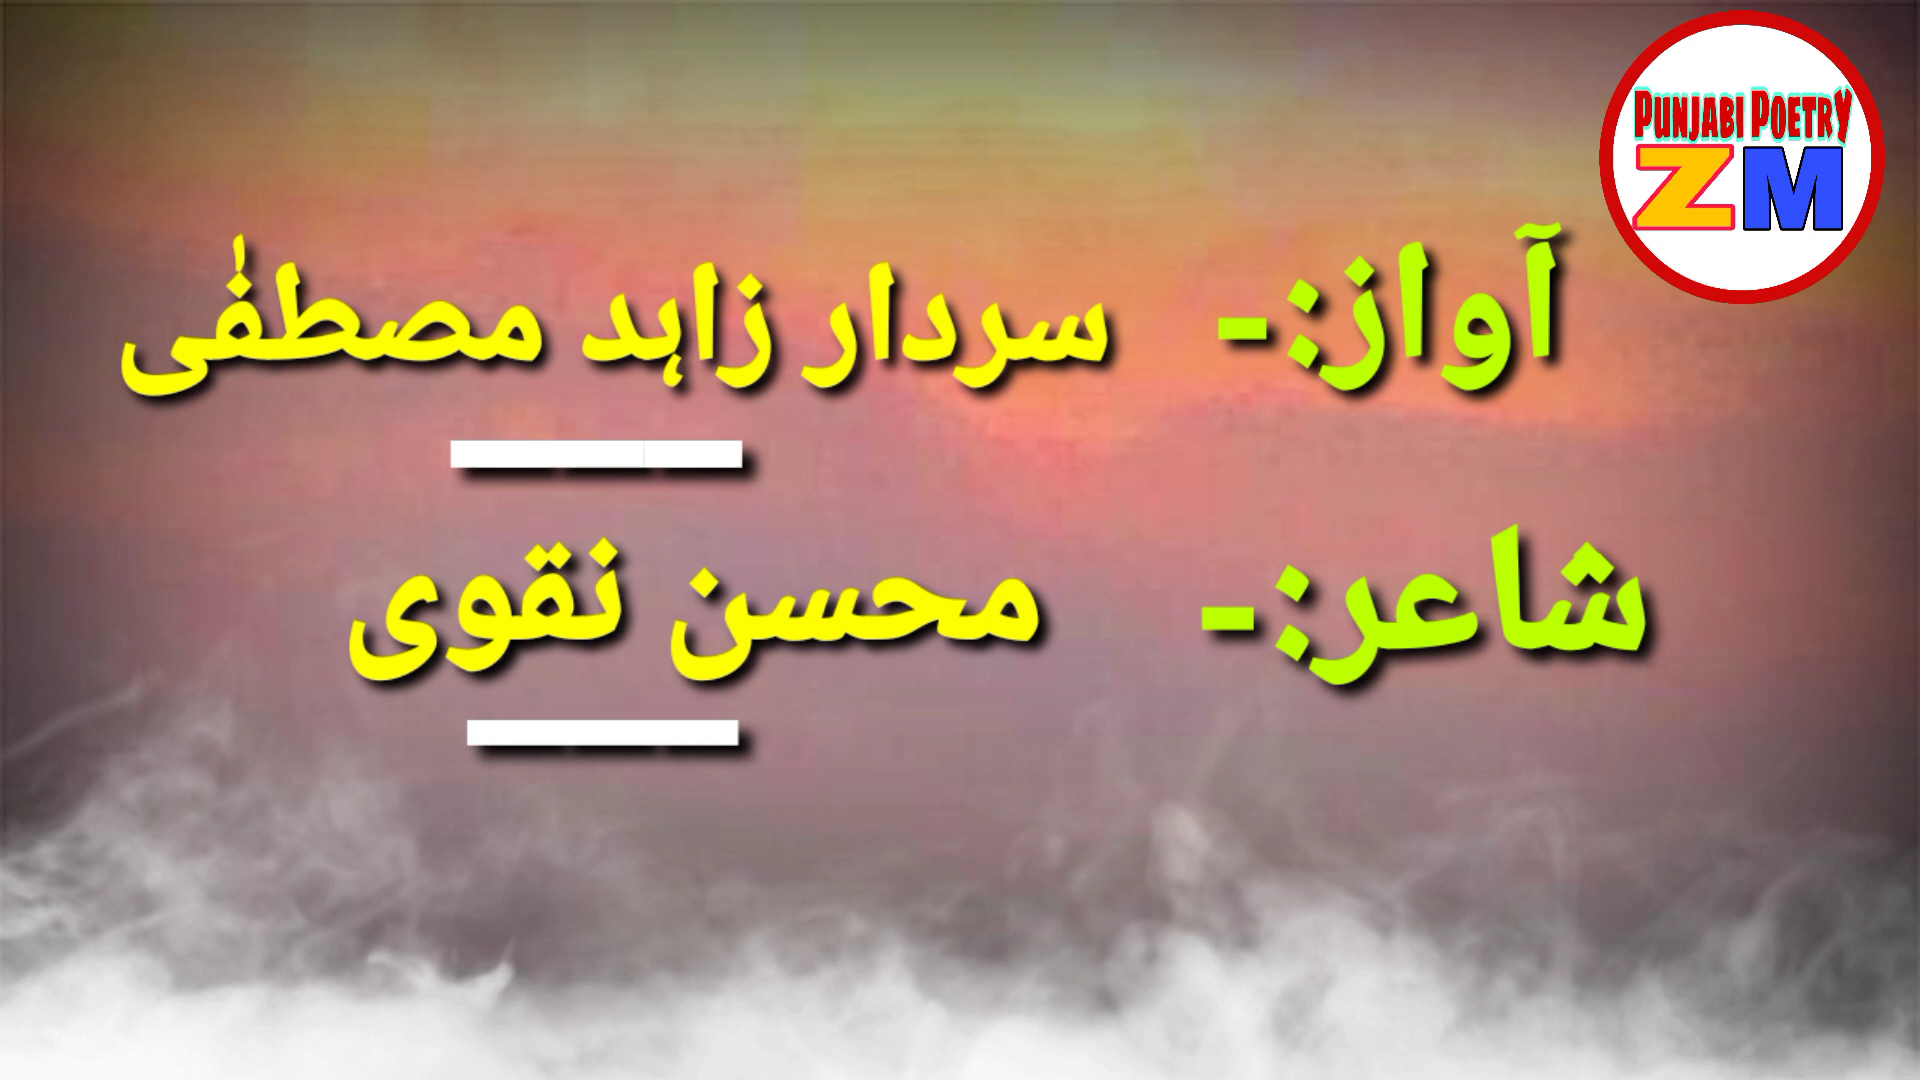 PUNJABI POETRY
ZM
آواز:- سردار زاہد مصطفٰی
شاعر:- محسن نقوی